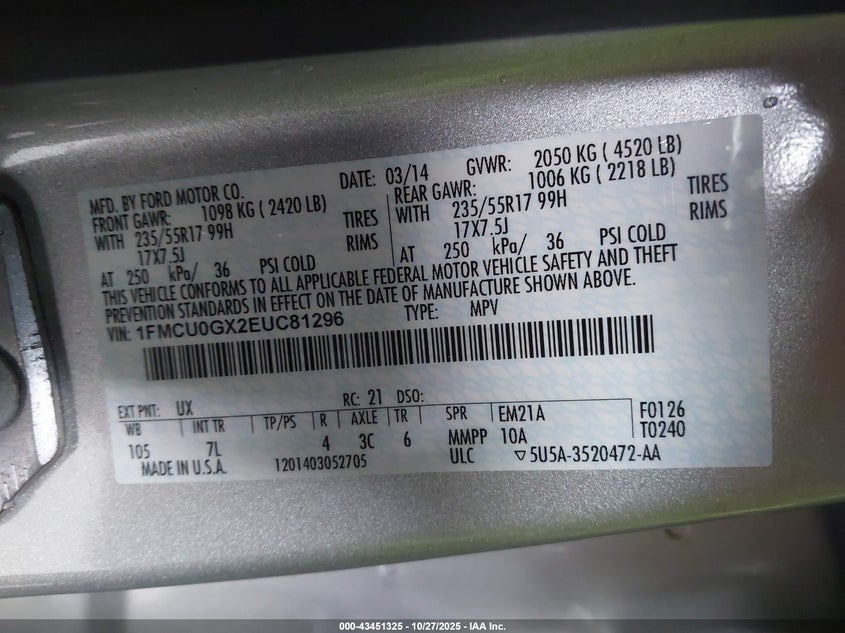 MFD. BY FORD MOTOR CO. DATE: 03/14 GVWR: 2050 KG ( 4520 LB)
FRONT GAWR: 1098 KG ( 2420 LB) REAR GAWR: 1006 KG ( 2218 LB)
WITH 235/55R17 99H TIRES WITH 235/55R17 99H TIRES
17X7.5J RIMS 17X7.5J RIMS
AT 250 kPa/ 36 PSI COLD AT 250 kPa/ 36 PSI COLD
THIS VEHICLE CONFORMS TO ALL APPLICABLE FEDERAL MOTOR VEHICLE SAFETY AND THEFT
PREVENTION STANDARDS IN EFFECT ON THE DATE OF MANUFACTURE SHOWN ABOVE.
VIN: 1FMCU0GX2EUC81296 TYPE: MPV
EXT PNT: UX RC: 21 DSO:
WB INT TR TP/PS R AXLE TR SPR EM21A F0126
105 7L 4 3C 6 MMPP 10A T0240
MADE IN U.S.A. 1201403052705 ULC ▽5U5A-3520472-AA
000-43451325 - 10/27/2025 - IAA Inc.